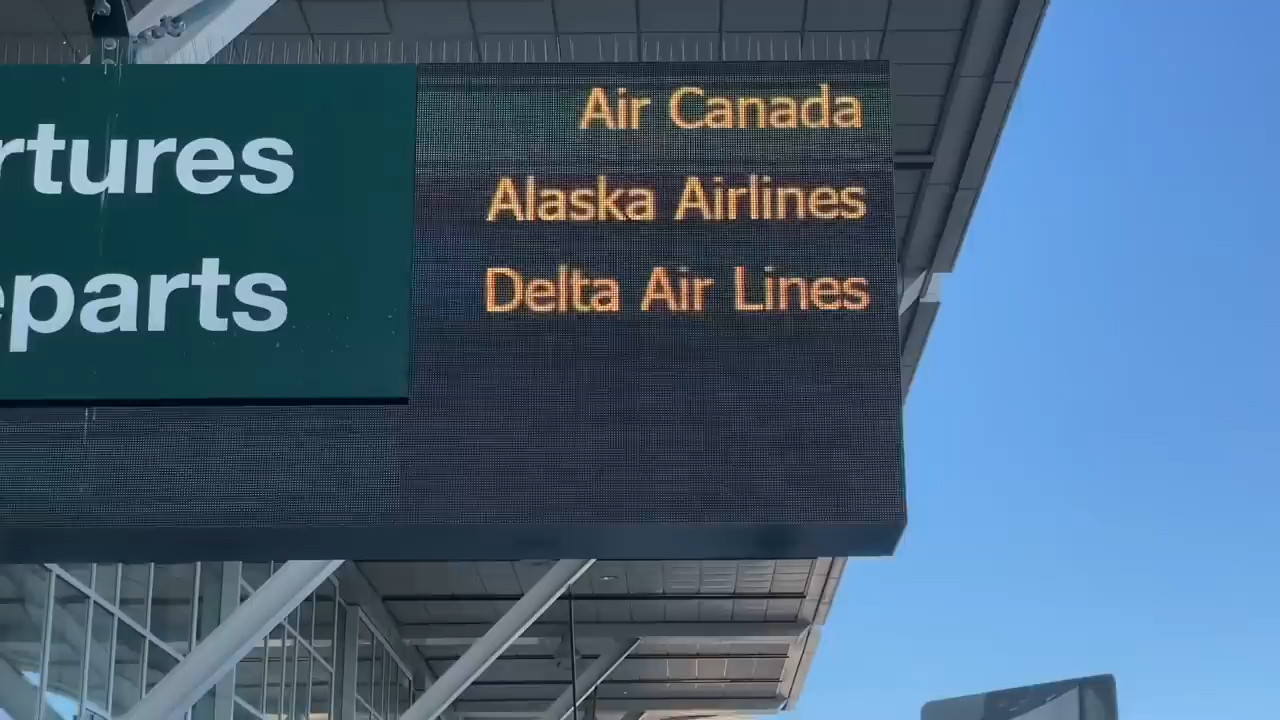 rtures
eparts
Air Canada
Alaska Airlines
Delta Air Lines